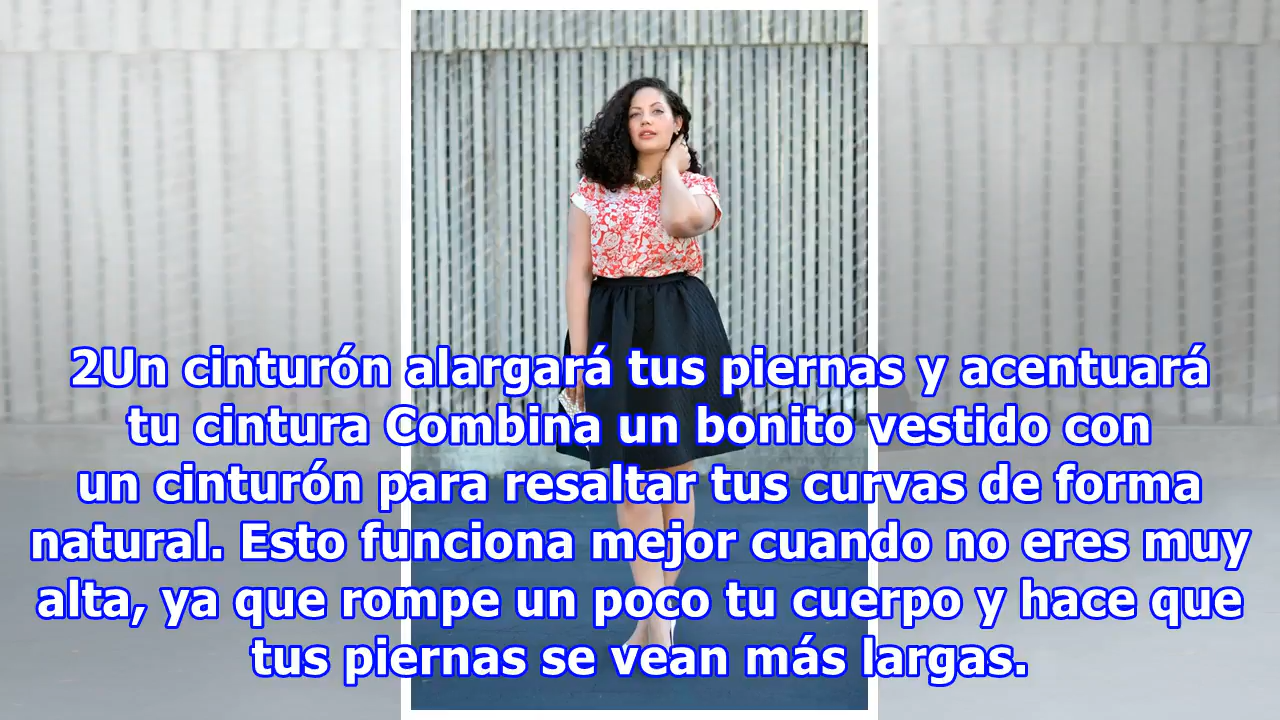 2Un cinturón alargará tus piernas y acentuará
tu cintura Combina un bonito vestido con
un cinturón para resaltar tus curvas de forma
natural. Esto funciona mejor cuando no eres muy
alta, ya que rompe un poco tu cuerpo y hace que
tus piernas se vean más largas.